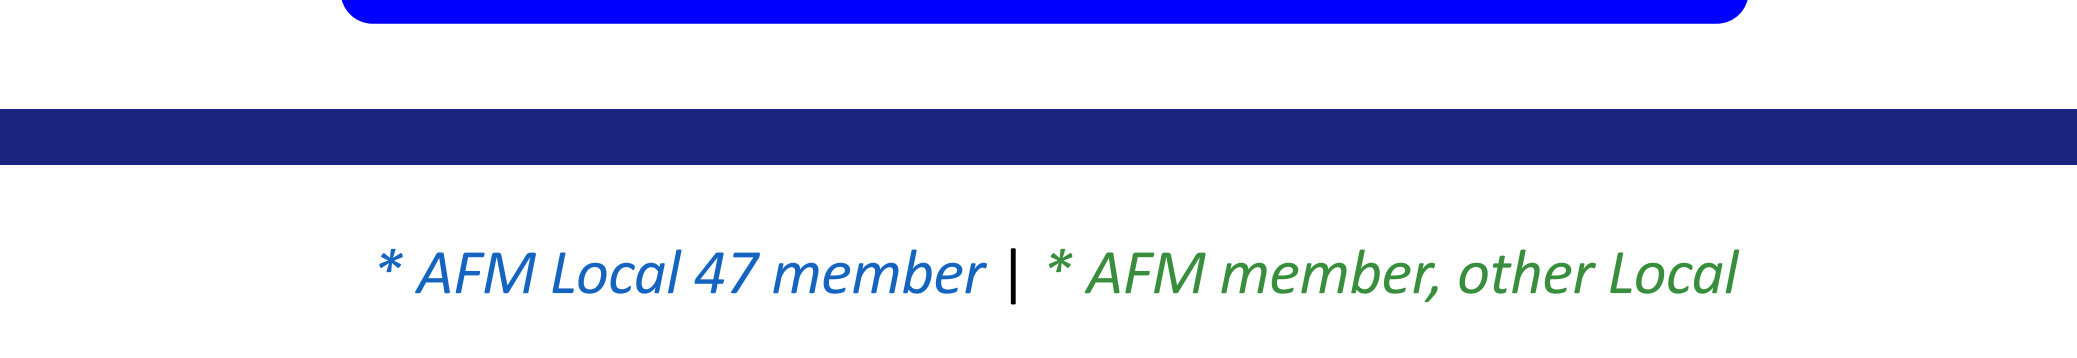 * AFM Local 47 member | * AFM member, other Local